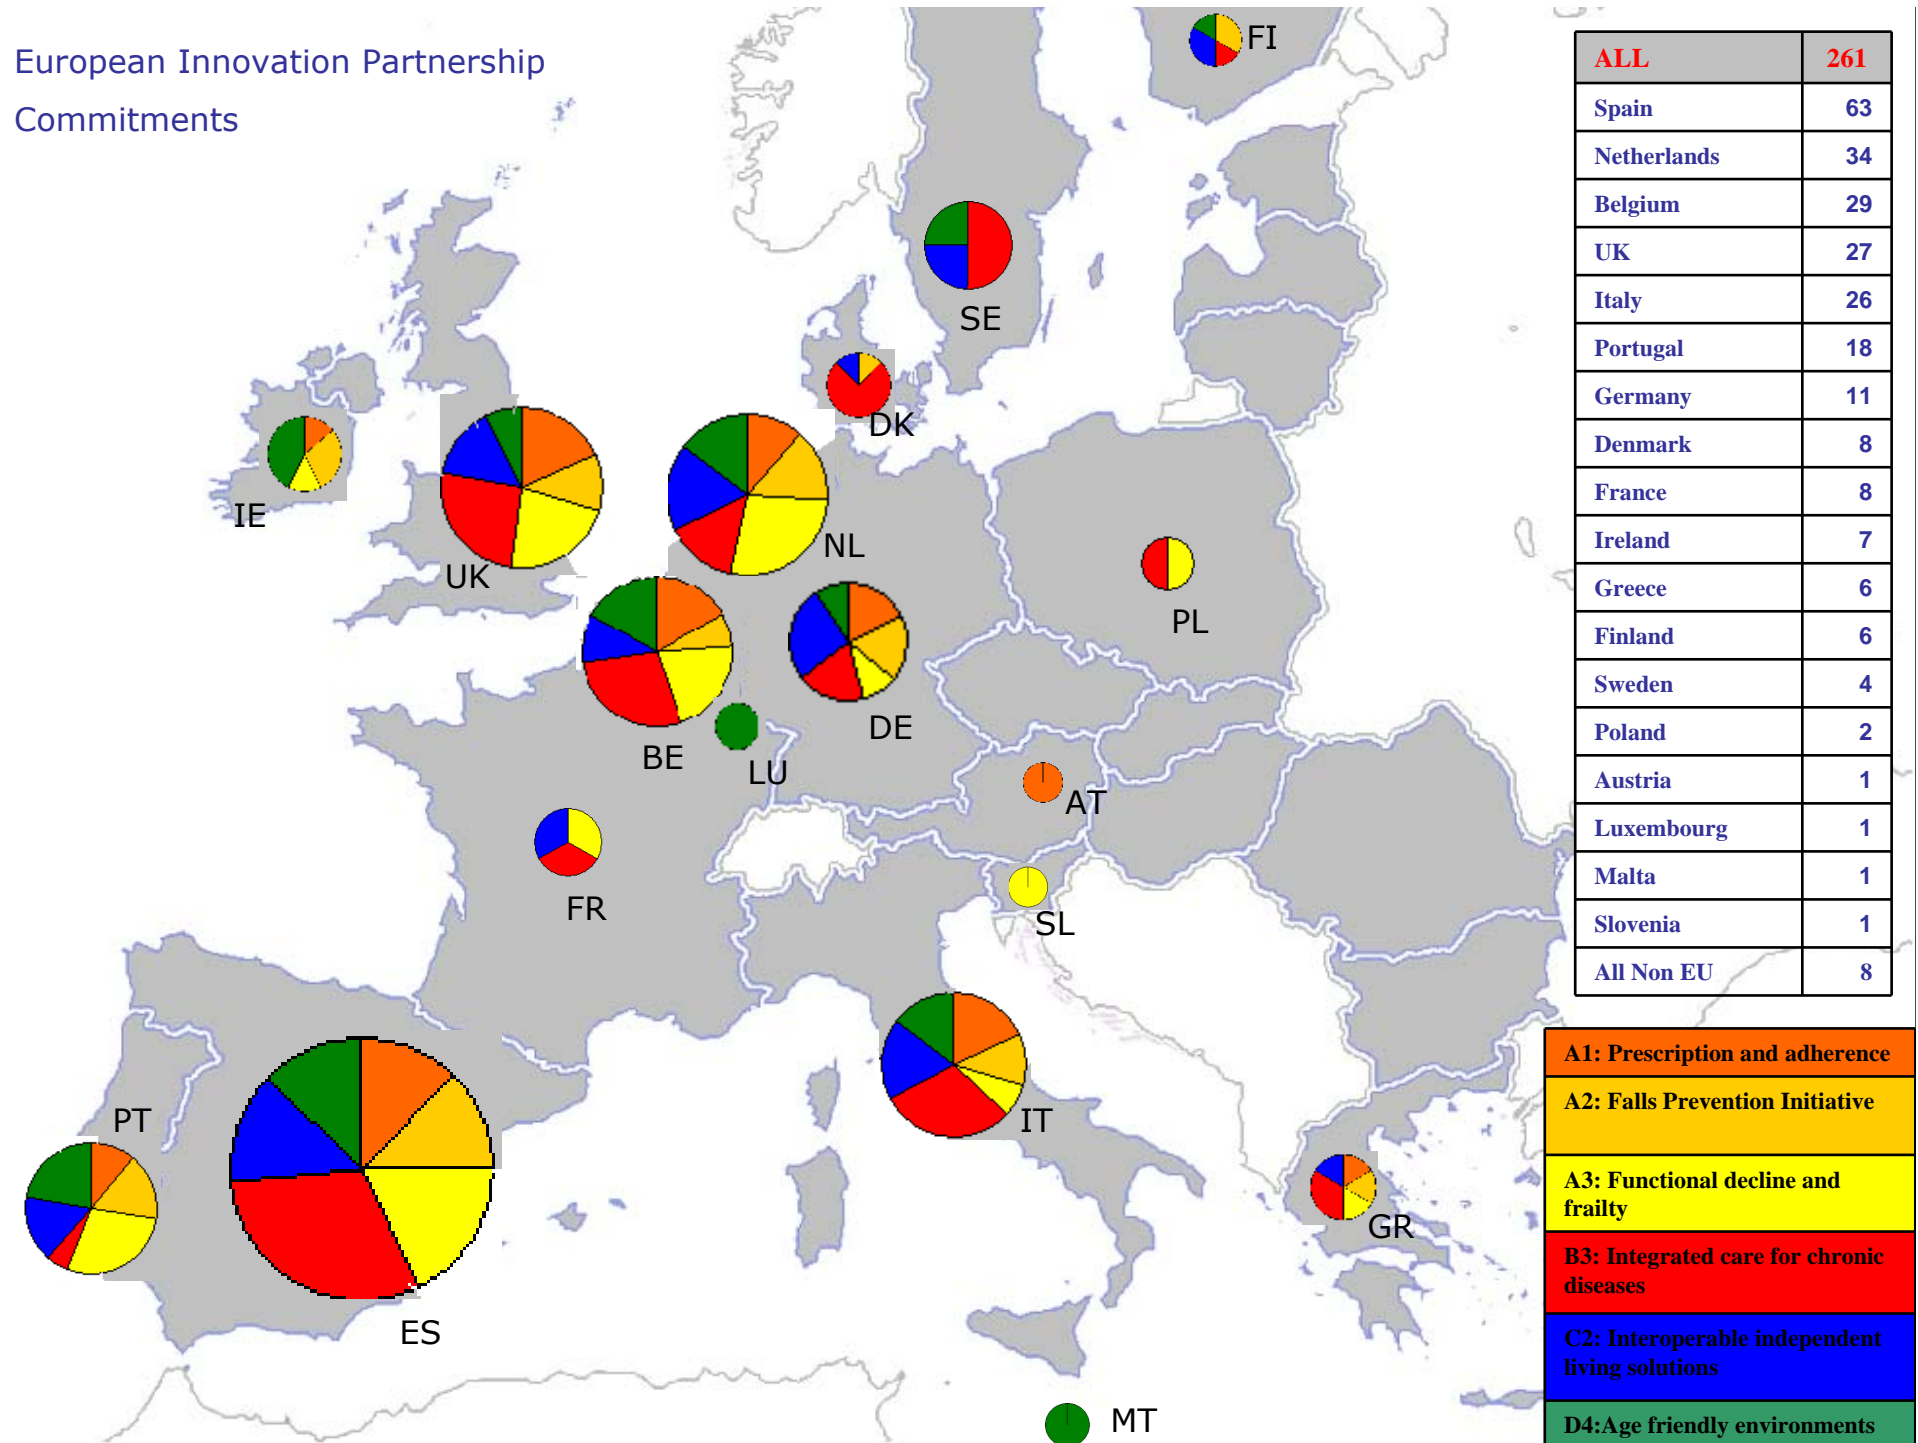 European Innovation Partnership
Commitments
FI
SE
DK
IE
UK
NL
PL
BE
LU
DE
AT
FR
SL
PT
ES
IT
GR
MT
ALL 261
Spain 63
Netherlands 34
Belgium 29
UK 27
Italy 26
Portugal 18
Germany 11
Denmark 8
France 8
Ireland 7
Greece 6
Finland 6
Sweden 4
Poland 2
Austria 1
Luxembourg 1
Malta 1
Slovenia 1
All Non EU 8
A1: Prescription and adherence
A2: Falls Prevention Initiative
A3: Functional decline and
frailty
B3: Integrated care for chronic
diseases
C2: Interoperable independent
living solutions
D4:Age friendly environments